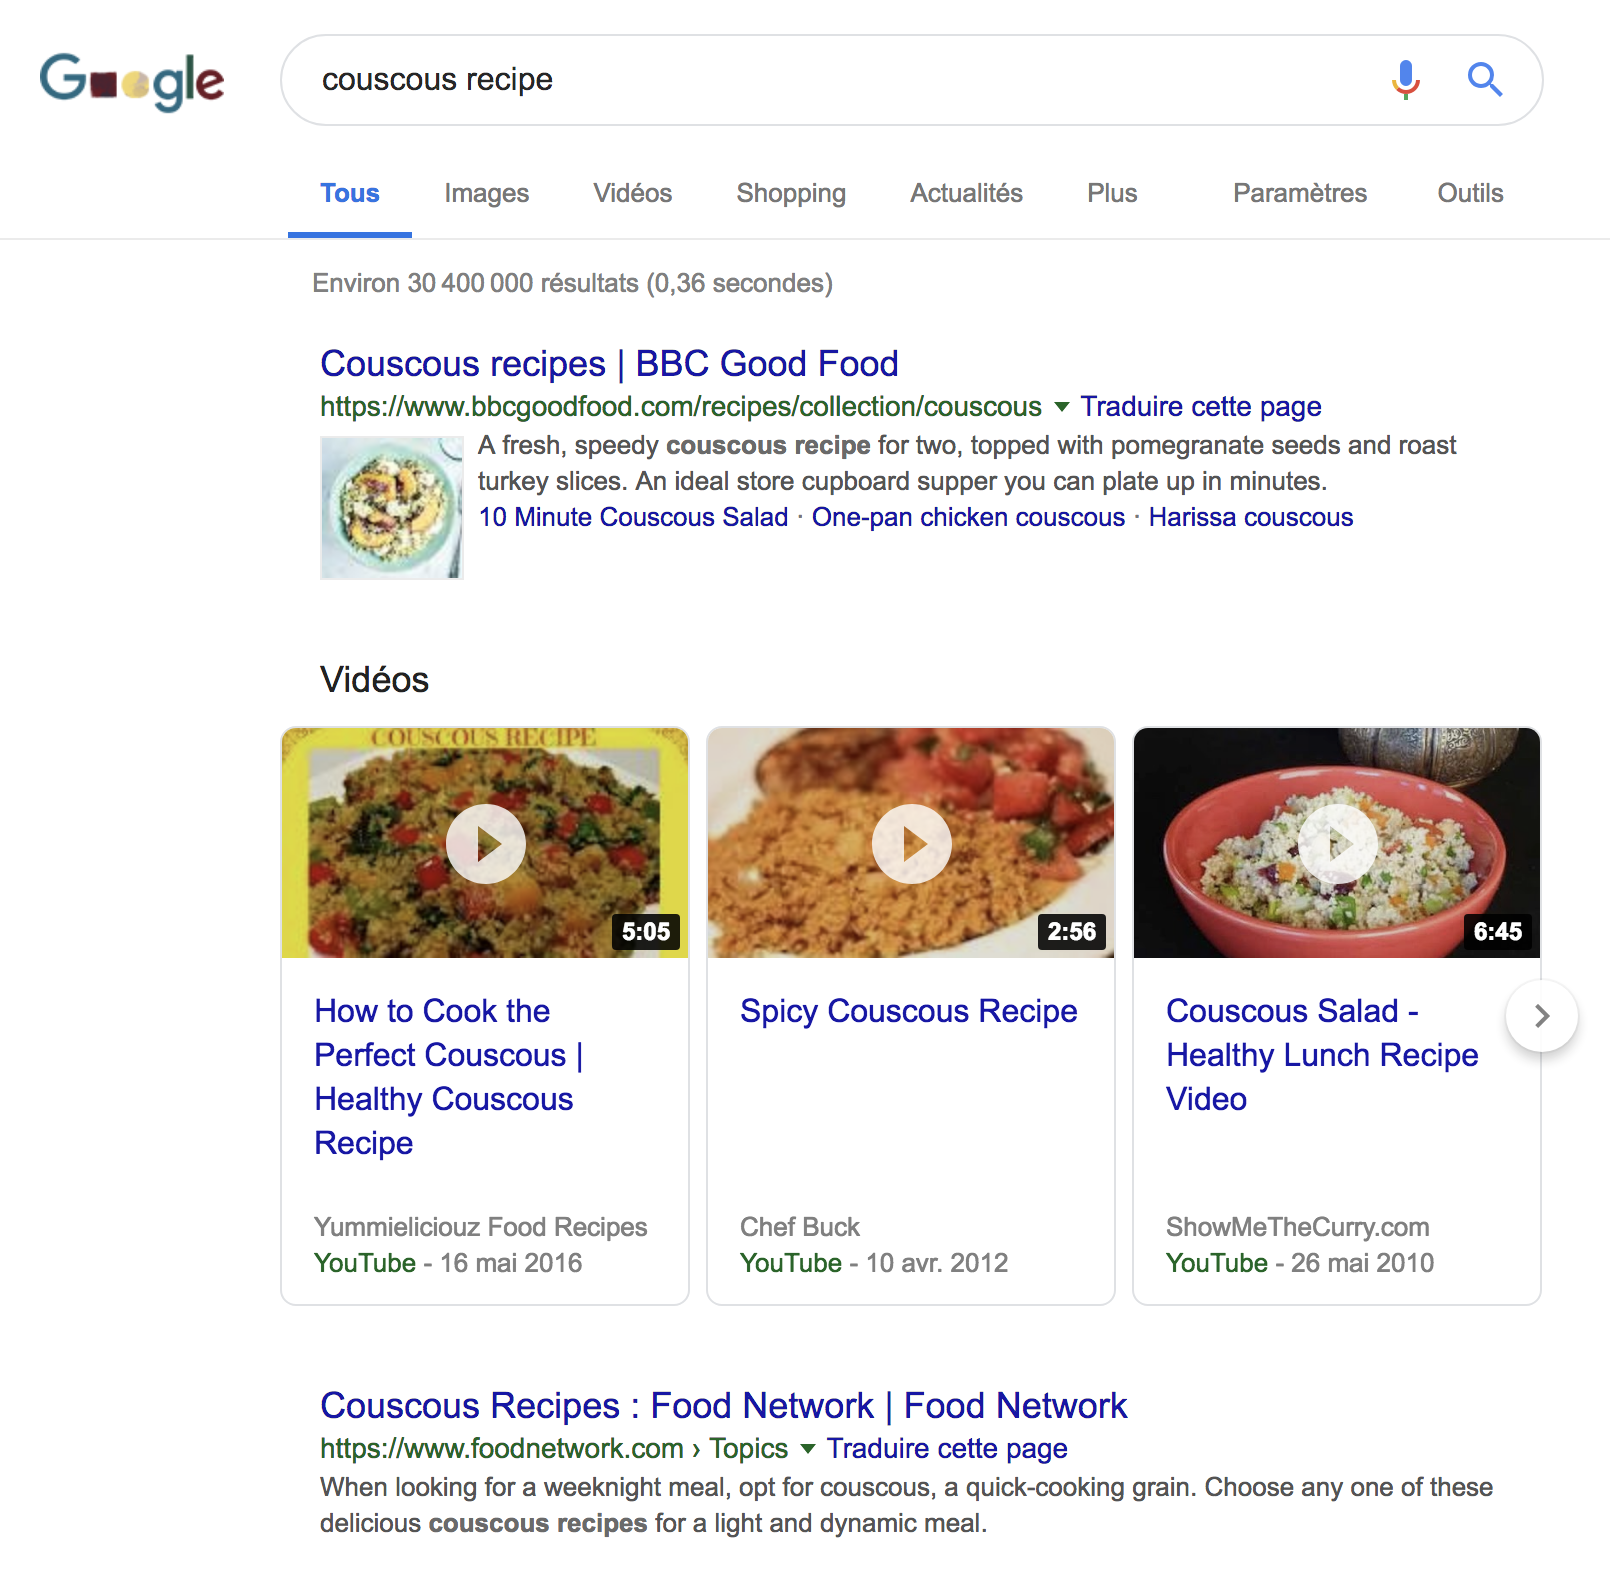 Google
couscous recipe
Tous Images Vidéos Shopping Actualités Plus Paramètres Outils
Environ 30 400 000 résultats (0,36 secondes)
Couscous recipes | BBC Good Food
https://www.bbcgoodfood.com/recipes/collection/couscous ▼ Traduire cette page
A fresh, speedy couscous recipe for two, topped with pomegranate seeds and roast
turkey slices. An ideal store cupboard supper you can plate up in minutes.
10 Minute Couscous Salad · One-pan chicken couscous · Harissa couscous
Vidéos
COUSCOUS RECIPE
5:05
2:56
6:45
How to Cook the
Perfect Couscous |
Healthy Couscous
Recipe
Yummieliciouz Food Recipes
YouTube - 16 mai 2016
Spicy Couscous Recipe
Chef Buck
YouTube - 10 avr. 2012
Couscous Salad -
Healthy Lunch Recipe
Video
ShowMeTheCurry.com
YouTube - 26 mai 2010
Couscous Recipes : Food Network | Food Network
https://www.foodnetwork.com › Topics ▼ Traduire cette page
When looking for a weeknight meal, opt for couscous, a quick-cooking grain. Choose any one of these
delicious couscous recipes for a light and dynamic meal.